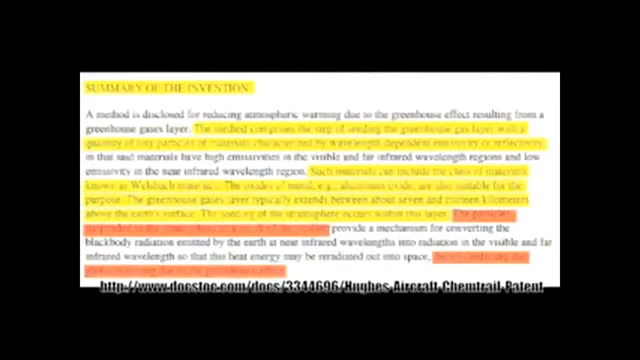 SUMMARY OF THE INVENTION
A method is disclosed for reducing atmospheric warming due to the greenhouse effect resulting from a
greenhouse gases layer. The method comprises the step of seeding the greenhouse gas layer with a
quantity of tiny particles of materials characterized by wavelength-dependent emissivity or reflectivity,
in that said materials have high emissivities in the visible and far infrared wavelength regions and low
emissivity in the near infrared wavelength region. Such materials can include the class of materials
known as Welsbach materials. The oxides of metal, e.g., aluminum oxide, are also suitable for the
purpose. The greenhouse gases layer typically extends between about seven and thirteen kilometers
above the earth's surface. The seeding of the stratosphere occurs within this layer. The particles
provide a mechanism for converting the
blackbody radiation emitted by the earth at near infrared wavelengths into radiation in the visible and far
infrared wavelength so that this heat energy may be reradiated out into space,
http://www.docstoc.com/docs/3344696/Hughes-Aircraft-Chemtrail-Patent